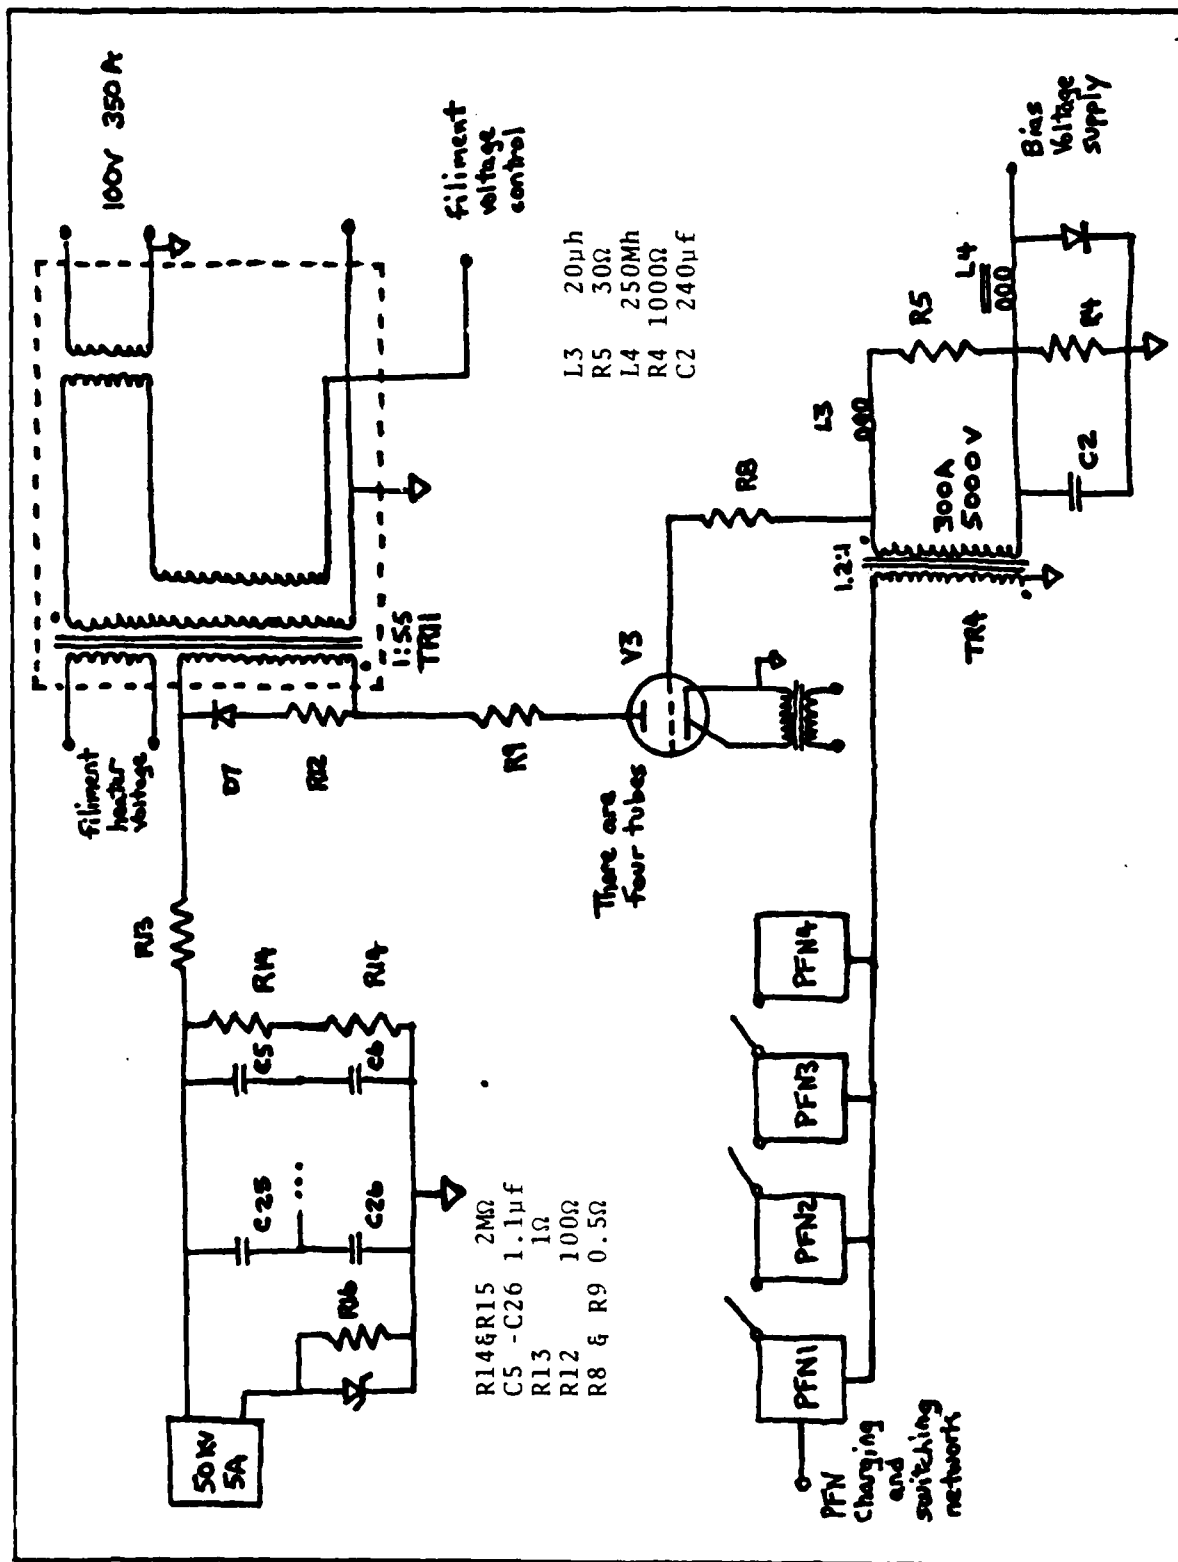 50KV
5A
R16
C25
...
C26
C5
C6
R14
R14
R13
Filiment
heater
voltage
D7
R12
1:55
TR11
100V 350A
Filiment
voltage
control
R9
V3
There are
four tubes
R8
R14&R15 2MΩ
C5 -C26 1.1µf
R13 1Ω
R12 100Ω
R8 & R9 0.5Ω
L3 20µh
R5 30Ω
L4 250Mh
R4 1000Ω
C2 240µf
PFN
Charging
and
switching
network
PFN1
PFN2
PFN3
PFN4
1.2:1
TR4
300A
5000V
L3
R5
L4
R4
C2
Bias
Voltage
supply